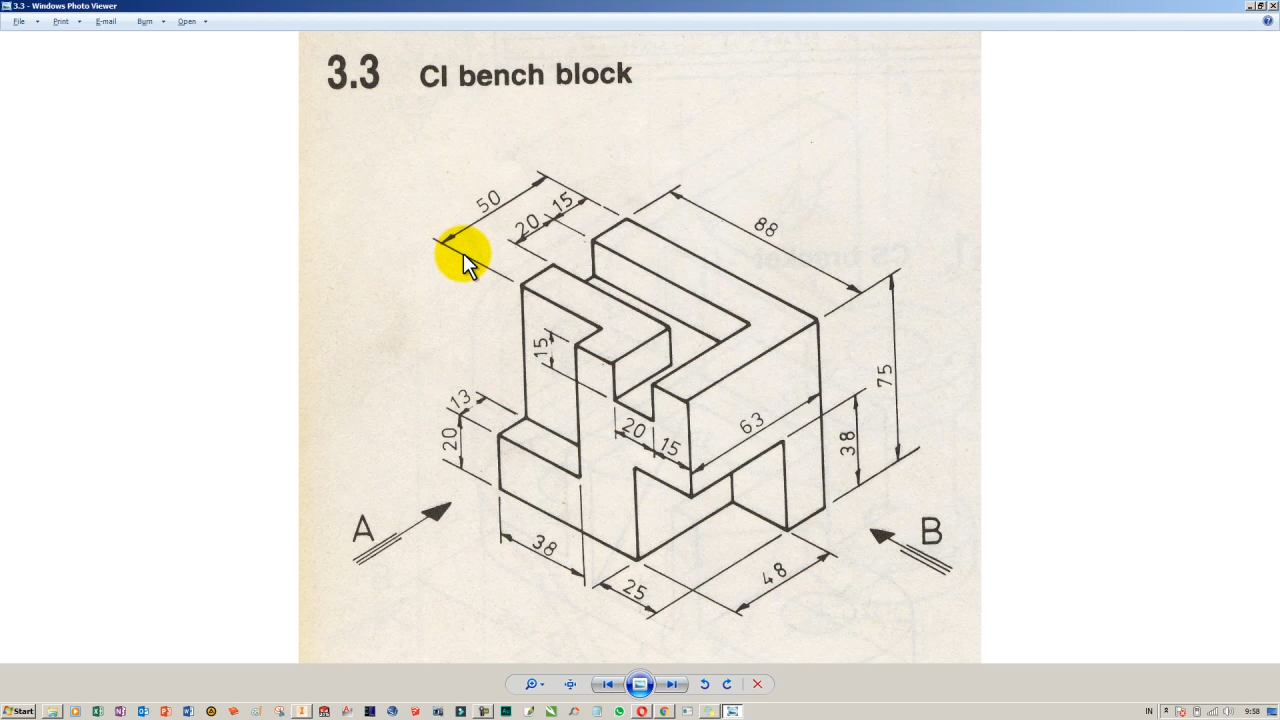 3.3 - Windows Photo Viewer
File Print E-mail Burn Open
3.3 CI bench block
50
20
15
88
15
75
13
20
20
15
63
38
A
B
38
25
48
Start
IN
9:58